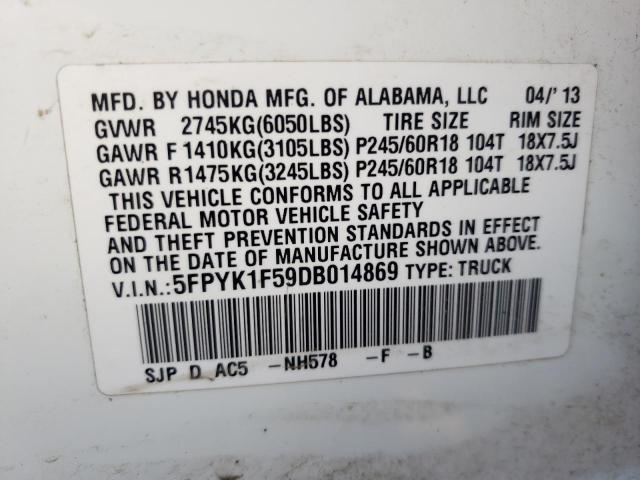 MFD. BY HONDA MFG. OF ALABAMA, LLC 04/'13
GVWR 2745KG(6050LBS) TIRE SIZE RIM SIZE
GAWR F 1410KG(3105LBS) P245/60R18 104T 18X7.5J
GAWR R 1475KG(3245LBS) P245/60R18 104T 18X7.5J
THIS VEHICLE CONFORMS TO ALL APPLICABLE
FEDERAL MOTOR VEHICLE SAFETY
AND THEFT PREVENTION STANDARDS IN EFFECT
ON THE DATE OF MANUFACTURE SHOWN ABOVE.
V.I.N.:5FPYK1F59DB014869 TYPE: TRUCK
SJP D AC5 -NH578 -F -B